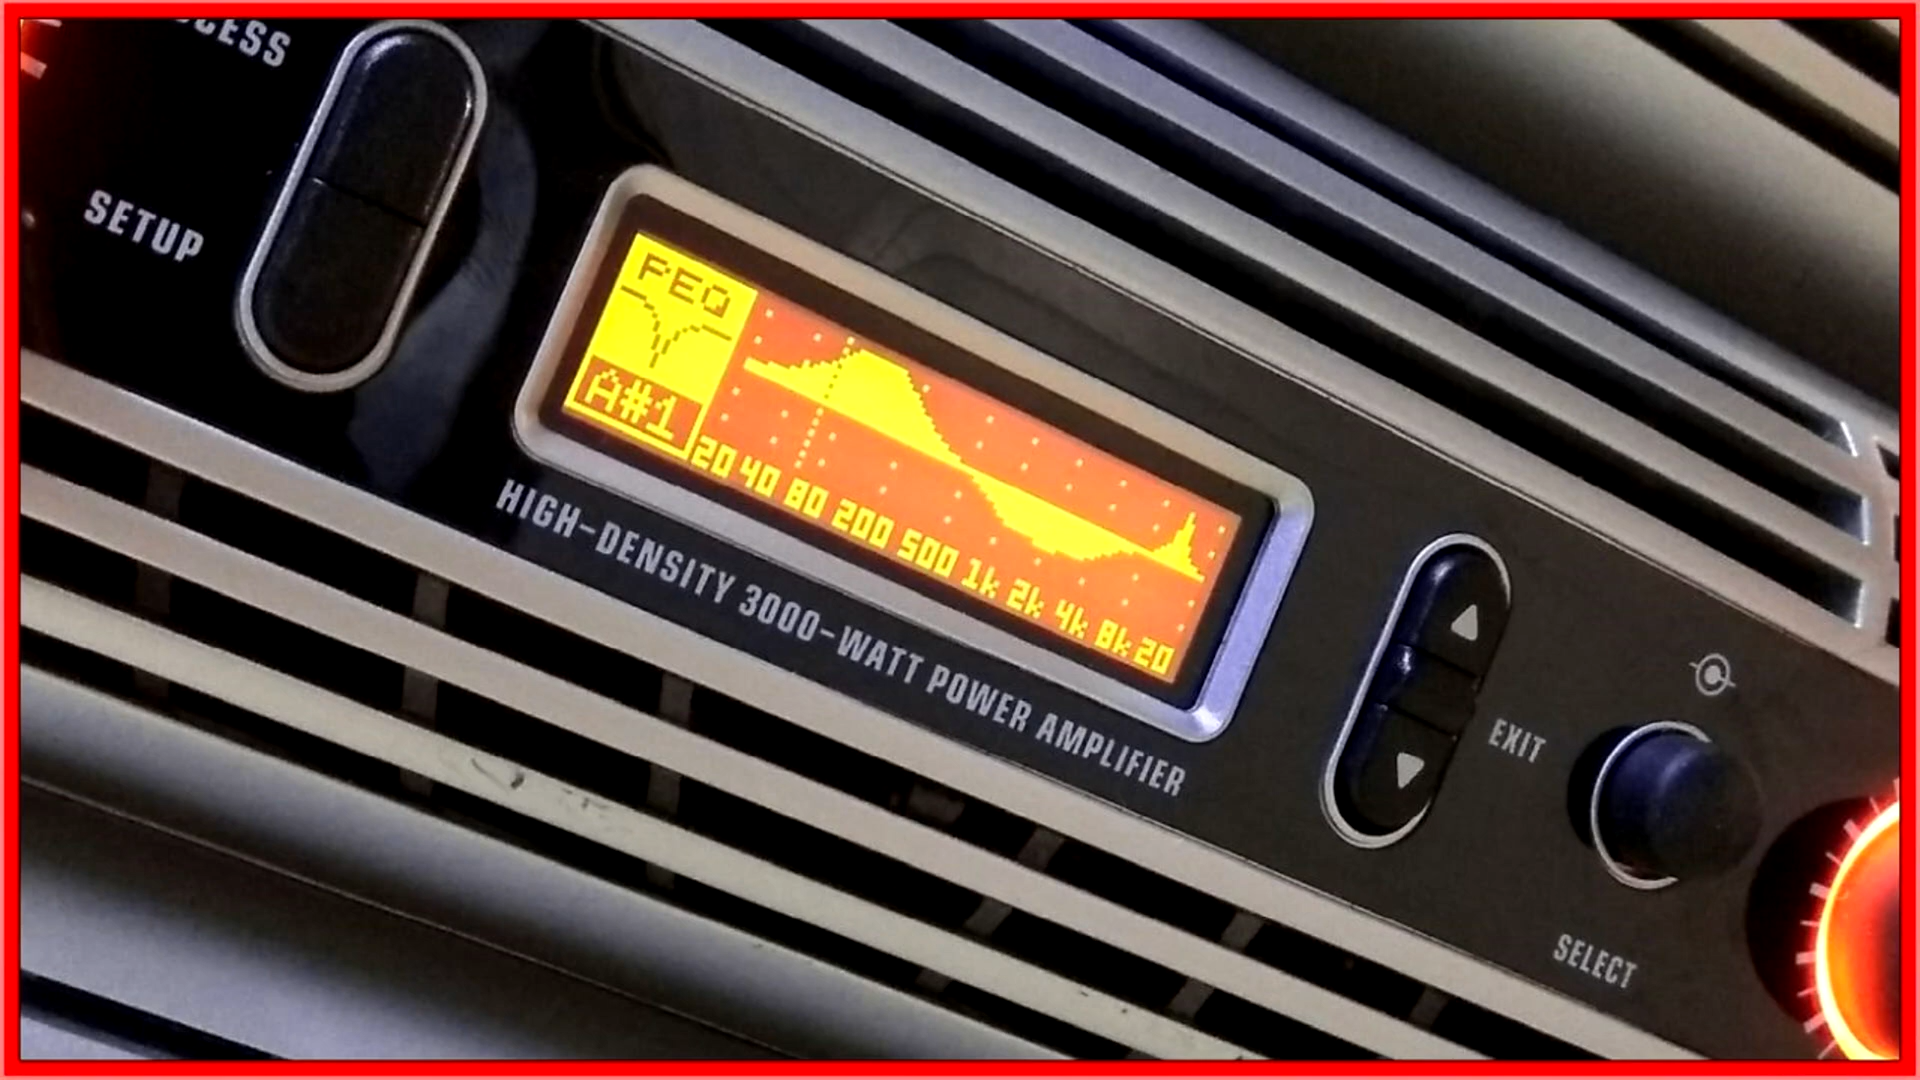 SETUP
PEQ
A#1
20 40 80 200 500 1k 2k 4k 8k 20
HIGH-DENSITY 3000-WATT POWER AMPLIFIER
EXIT
SELECT